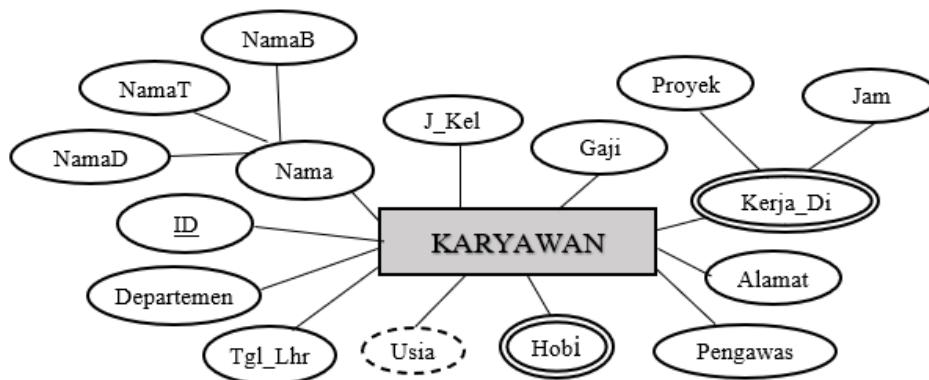 NamaB
NamaT
NamaD
Nama
J_Kel
Gaji
Proyek
Jam
Kerja_Di
ID
KARYAWAN
Alamat
Departemen
Tgl_Lhr
Usia
Hobi
Pengawas